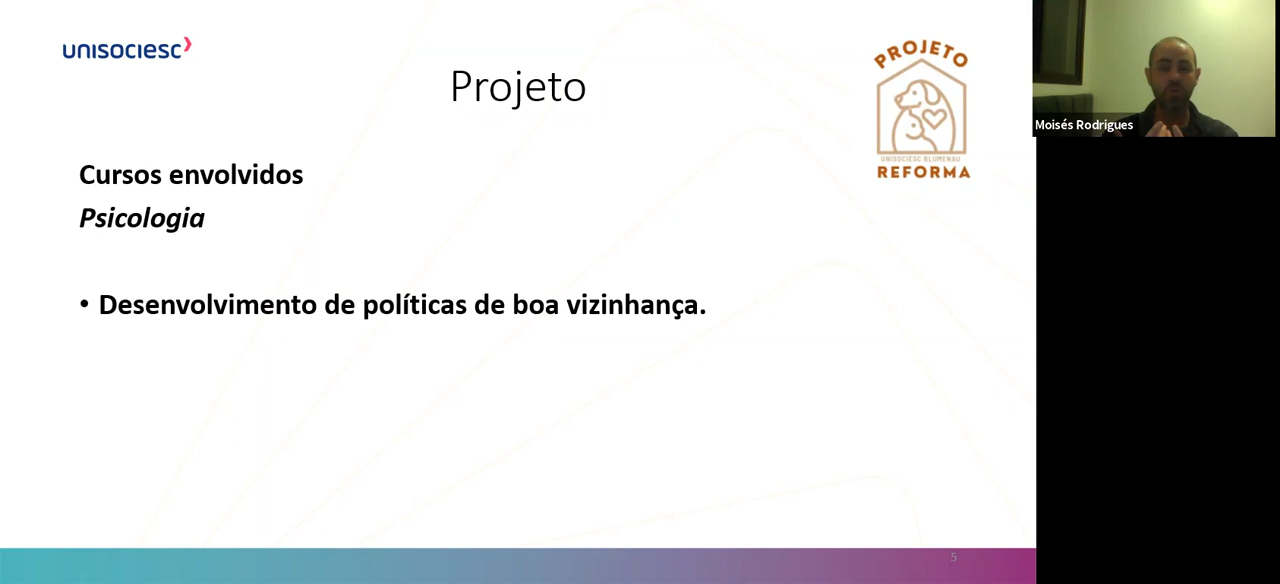 unisociesc
Projeto
PROJETO
UNISOCIESC BLUMENAU
REFORMA
Moisés Rodrigues
Cursos envolvidos
Psicologia
• Desenvolvimento de políticas de boa vizinhança.
5